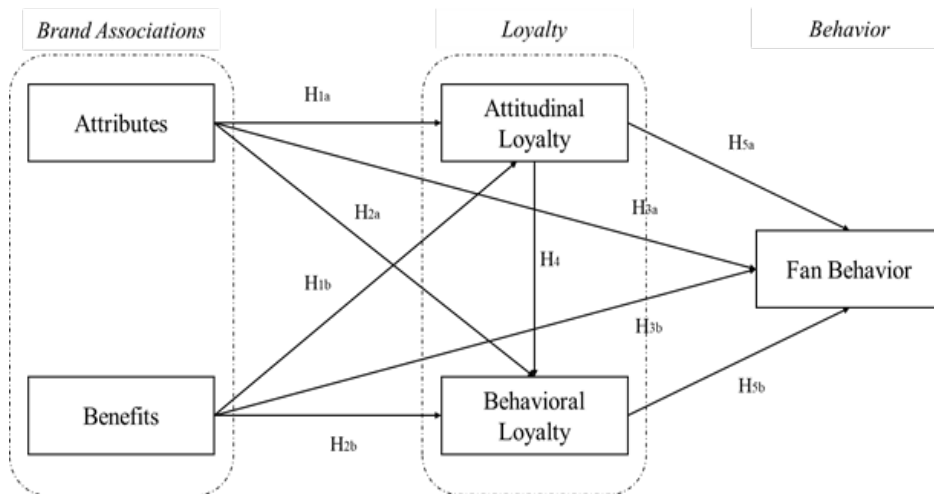 Brand Associations
Loyalty
Behavior
H1a
Attributes
Attitudinal
Loyalty
H5a
H2a
H3a
H4
Fan Behavior
H1b
H3b
H5b
Benefits
Behavioral
Loyalty
H2b